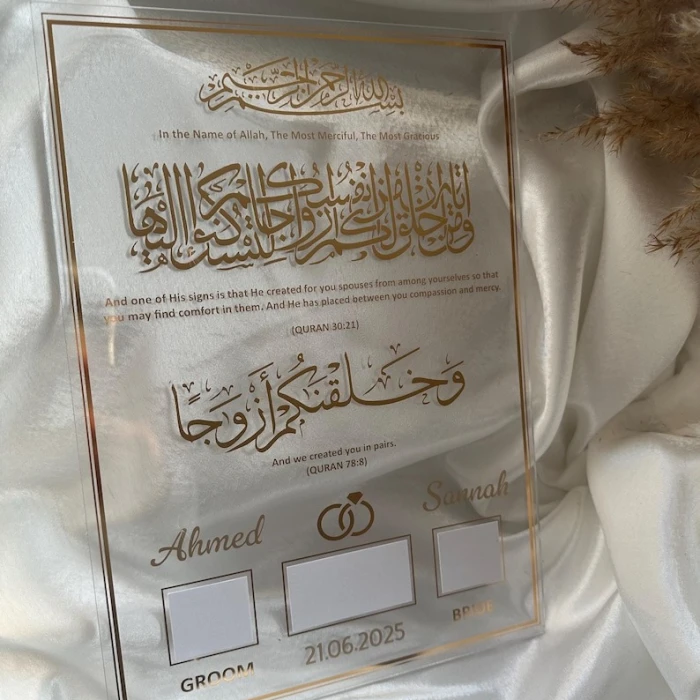 بسم الله الرحمن الرحيم
In the Name of Allah, The Most Merciful, The Most Gratious
ومن آياته أن خلق لكم من أنفسكم أزواجا لتسكنوا إليها
And one of His signs is that He created for you spouses from among yourselves so that
you may find comfort in them. And He has placed between you compassion and mercy.
(QURAN 30:21)
وَخَلَقْنَكُمْ أَزْوَجًا
And we created you in pairs.
(QURAN 78:8)
Ahmed
Sannah
GROOM
21.06.2025
BRIDE